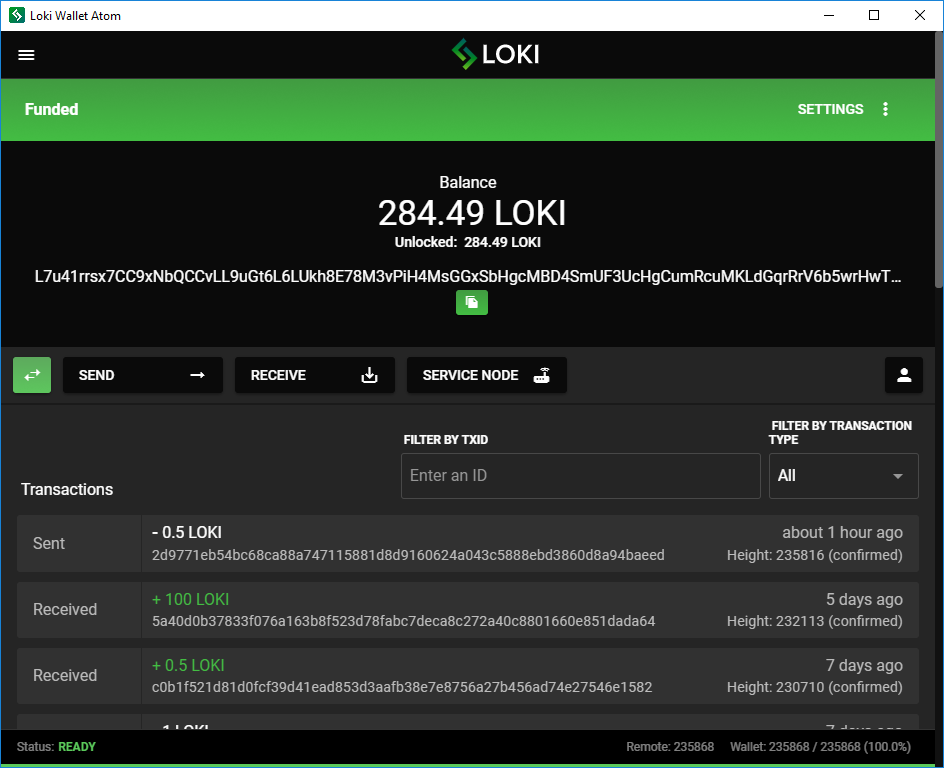 Loki Wallet Atom
LOKI
Funded
SETTINGS
Balance
284.49 LOKI
Unlocked: 284.49 LOKI
L7u41rrsx7CC9xNbQCCvLL9uGt6L6LUkh8E78M3vPiH4MsGGxSbHgcMBD4SmUF3UcHgCumRcuMKLdGqrRrV6b5wrHwT...
SEND
RECEIVE
SERVICE NODE
FILTER BY TRANSACTION
TYPE
FILTER BY TXID
Enter an ID
All
Transactions
Sent
- 0.5 LOKI
about 1 hour ago
2d9771eb54bc68ca88a747115881d8d9160624a043c5888ebd3860d8a94baeed
Height: 235816 (confirmed)
Received
+ 100 LOKI
5 days ago
5a40d0b37833f076a163b8f523d78fabc7deca8c272a40c8801660e851dada64
Height: 232113 (confirmed)
Received
+ 0.5 LOKI
7 days ago
c0b1f521d81d0fcf39d41ead853d3aafb38e7e8756a27b456ad74e27546e1582
Height: 230710 (confirmed)
7 days ago
Status: READY
Remote: 235868
Wallet: 235868 / 235868 (100.0%)